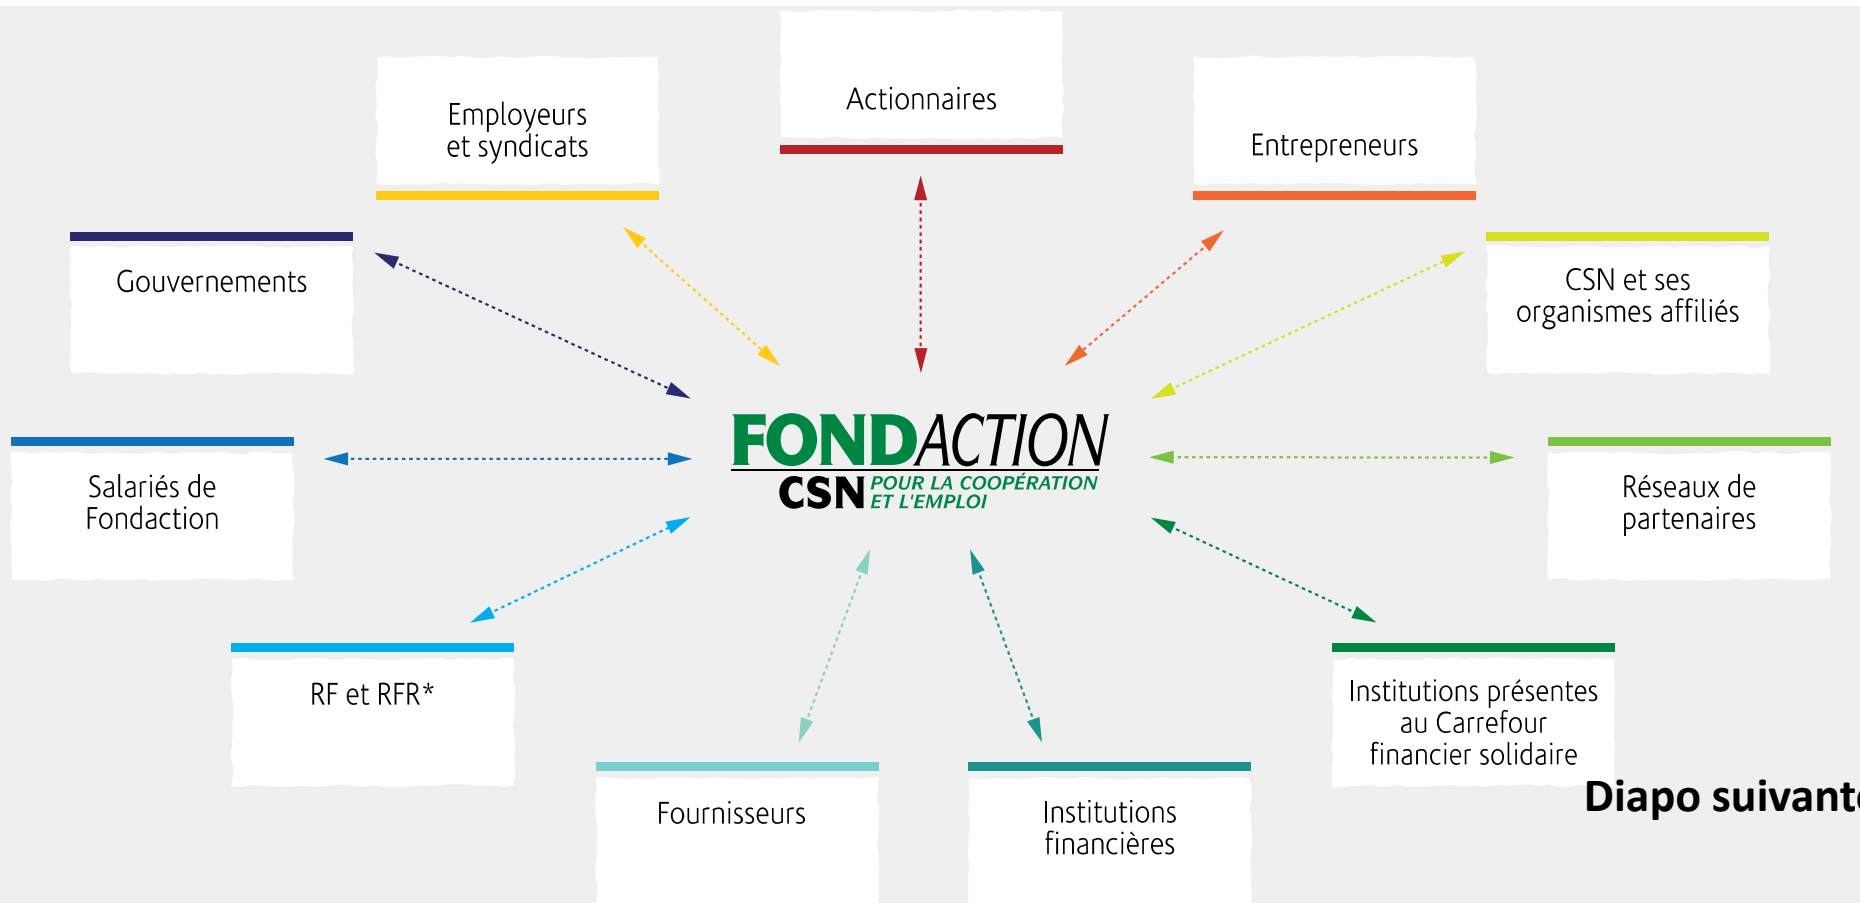 Actionnaires
Employeurs
et syndicats
Entrepreneurs
Gouvernements
CSN et ses
organismes affiliés
FONDACTION
CSN POUR LA COOPÉRATION
ET L'EMPLOI
Salariés de
Fondaction
Réseaux de
partenaires
RF et RFR*
Institutions présentes
au Carrefour
financier solidaire
Diapo suivante
Fournisseurs
Institutions
financières